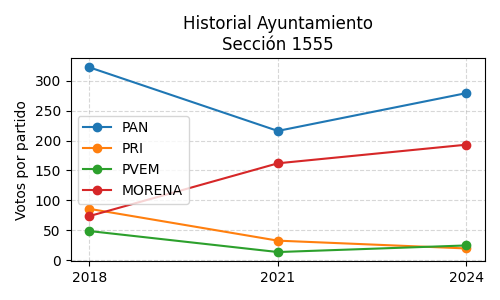 Historial Ayuntamiento
Sección 1555
Votos por partido
300
250
200
150
100
50
0
PAN
PRI
PVEM
MORENA
2018
2021
2024